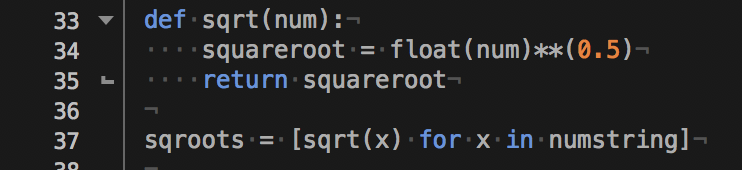 33 def sqrt(num):¬
34 ····squareroot·=·float(num)**(0.5)¬
35 ····return·squareroot¬
36 ¬
37 sqroots·=·[sqrt(x)·for·x·in·numstring]¬
38 ¬